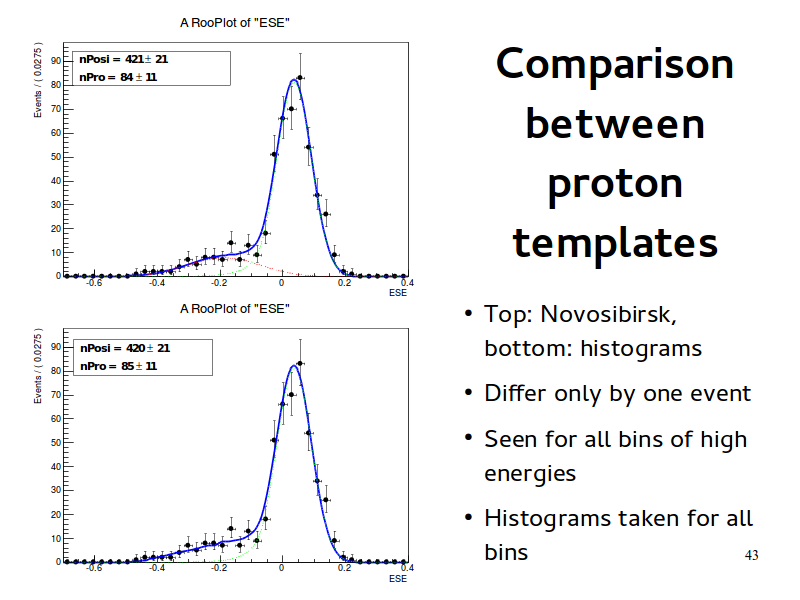 A RooPlot of "ESE"
Events / ( 0.0275 )
nPosi = 421± 21
nPro = 84± 11
90
80
70
60
50
40
30
20
10
0
-0.6 -0.4 -0.2 0 0.2 0.4
ESE
A RooPlot of "ESE"
Events / ( 0.0275 )
nPosi = 420± 21
nPro = 85± 11
90
80
70
60
50
40
30
20
10
0
-0.6 -0.4 -0.2 0 0.2 0.4
ESE
Comparison
between
proton
templates
• Top: Novosibirsk,
bottom: histograms
• Differ only by one event
• Seen for all bins of high
energies
• Histograms taken for all
bins
43